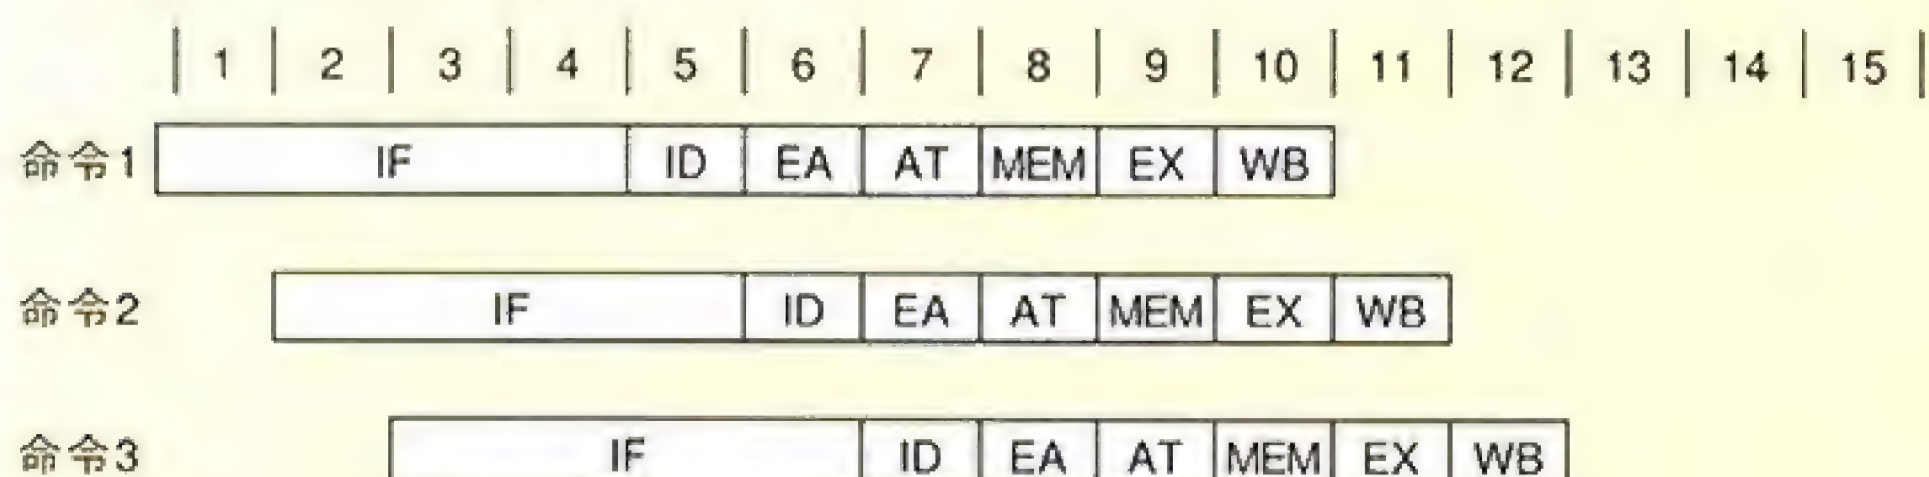 1 2 3 4 5 6 7 8 9 10 11 12 13 14 15
命令1 IF ID EA AT MEM EX WB
命令2 IF ID EA AT MEM EX WB
命令3 IF ID EA AT MEM EX WB